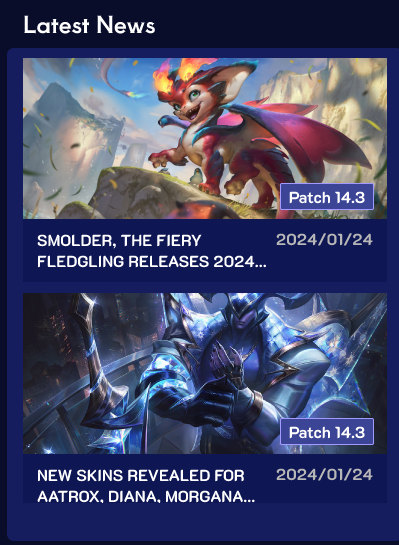 Latest News
Patch 14.3
SMOLDER, THE FIERY
2024/01/24
FLEDGLING RELEASES 2024...
Patch 14.3
NEW SKINS REVEALED FOR
2024/01/24
AATROX, DIANA, MORGANA...